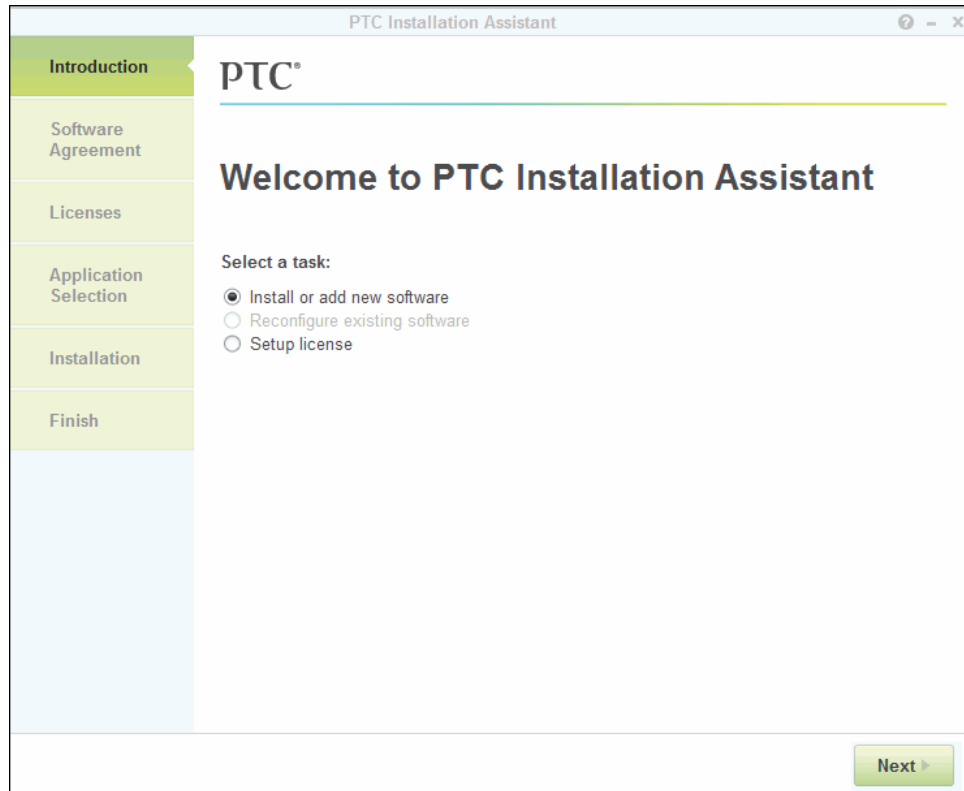 PTC Installation Assistant
Introduction
Software
Agreement
Licenses
Application
Selection
Installation
Finish
PTC®
Welcome to PTC Installation Assistant
Select a task:
Install or add new software
Reconfigure existing software
Setup license
Next